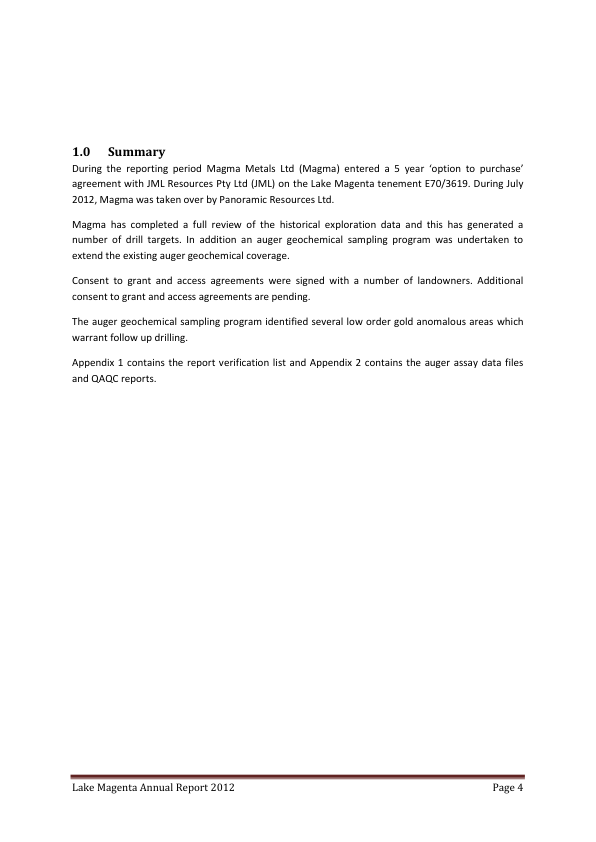 1.0 Summary
During the reporting period Magma Metals Ltd (Magma) entered a 5 year ‘option to purchase’
agreement with JML Resources Pty Ltd (JML) on the Lake Magenta tenement E70/3619. During July
2012, Magma was taken over by Panoramic Resources Ltd.
Magma has completed a full review of the historical exploration data and this has generated a
number of drill targets. In addition an auger geochemical sampling program was undertaken to
extend the existing auger geochemical coverage.
Consent to grant and access agreements were signed with a number of landowners. Additional
consent to grant and access agreements are pending.
The auger geochemical sampling program identified several low order gold anomalous areas which
warrant follow up drilling.
Appendix 1 contains the report verification list and Appendix 2 contains the auger assay data files
and QAQC reports.
Lake Magenta Annual Report 2012 Page 4